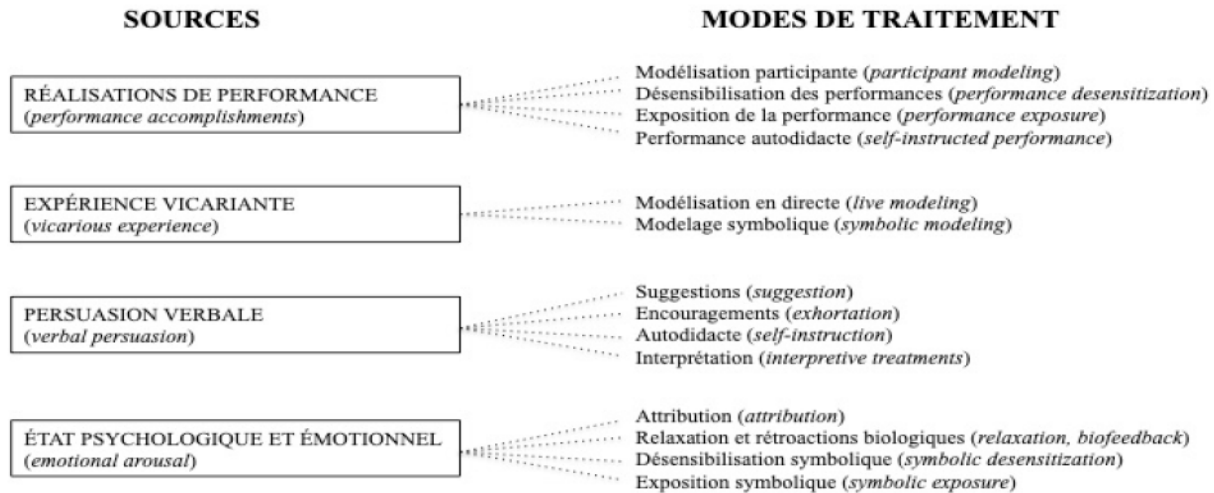 SOURCES
MODES DE TRAITEMENT
RÉALISATIONS DE PERFORMANCE
(performance accomplishments)
Modélisation participante (participant modeling)
Désensibilisation des performances (performance desensitization)
Exposition de la performance (performance exposure)
Performance autodidacte (self-instructed performance)
EXPÉRIENCE VICARIANTE
(vicarious experience)
Modélisation en directe (live modeling)
Modelage symbolique (symbolic modeling)
PERSUASION VERBALE
(verbal persuasion)
Suggestions (suggestion)
Encouragements (exhortation)
Autodidacte (self-instruction)
Interprétation (interpretive treatments)
ÉTAT PSYCHOLOGIQUE ET ÉMOTIONNEL
(emotional arousal)
Attribution (attribution)
Relaxation et rétroactions biologiques (relaxation, biofeedback)
Désensibilisation symbolique (symbolic desensitization)
Exposition symbolique (symbolic exposure)